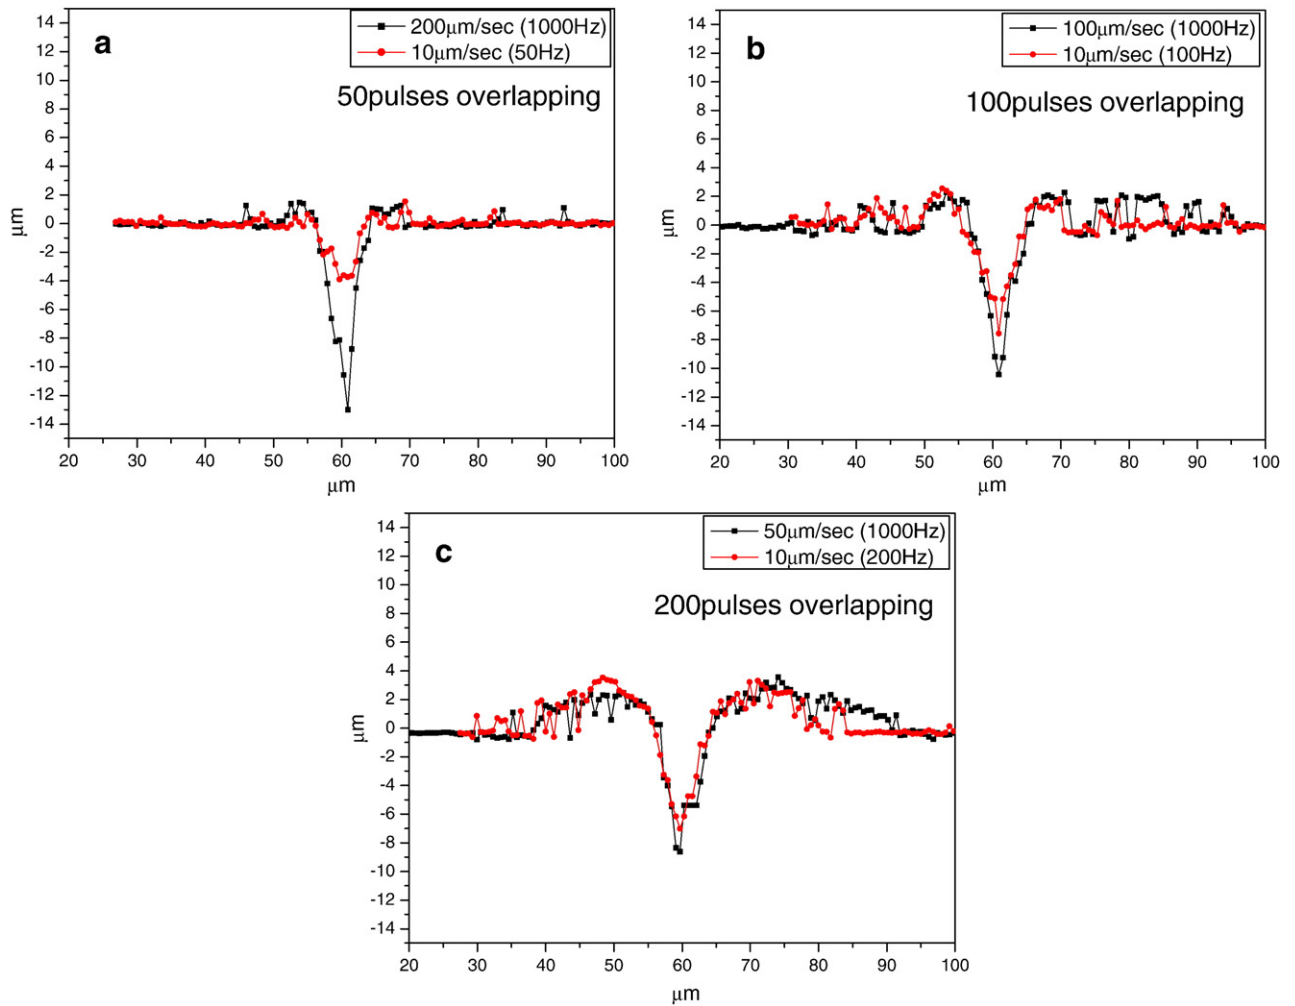 a
200μm/sec (1000Hz)
10μm/sec (50Hz)
50pulses overlapping
14
12
10
8
6
4
2
0
-2
-4
-6
-8
-10
-12
-14
μm
20 30 40 50 60 70 80 90 100
μm
b
100μm/sec (1000Hz)
10μm/sec (100Hz)
100pulses overlapping
14
12
10
8
6
4
2
0
-2
-4
-6
-8
-10
-12
-14
μm
20 30 40 50 60 70 80 90 100
μm
c
50μm/sec (1000Hz)
10μm/sec (200Hz)
200pulses overlapping
14
12
10
8
6
4
2
0
-2
-4
-6
-8
-10
-12
-14
μm
20 30 40 50 60 70 80 90 100
μm